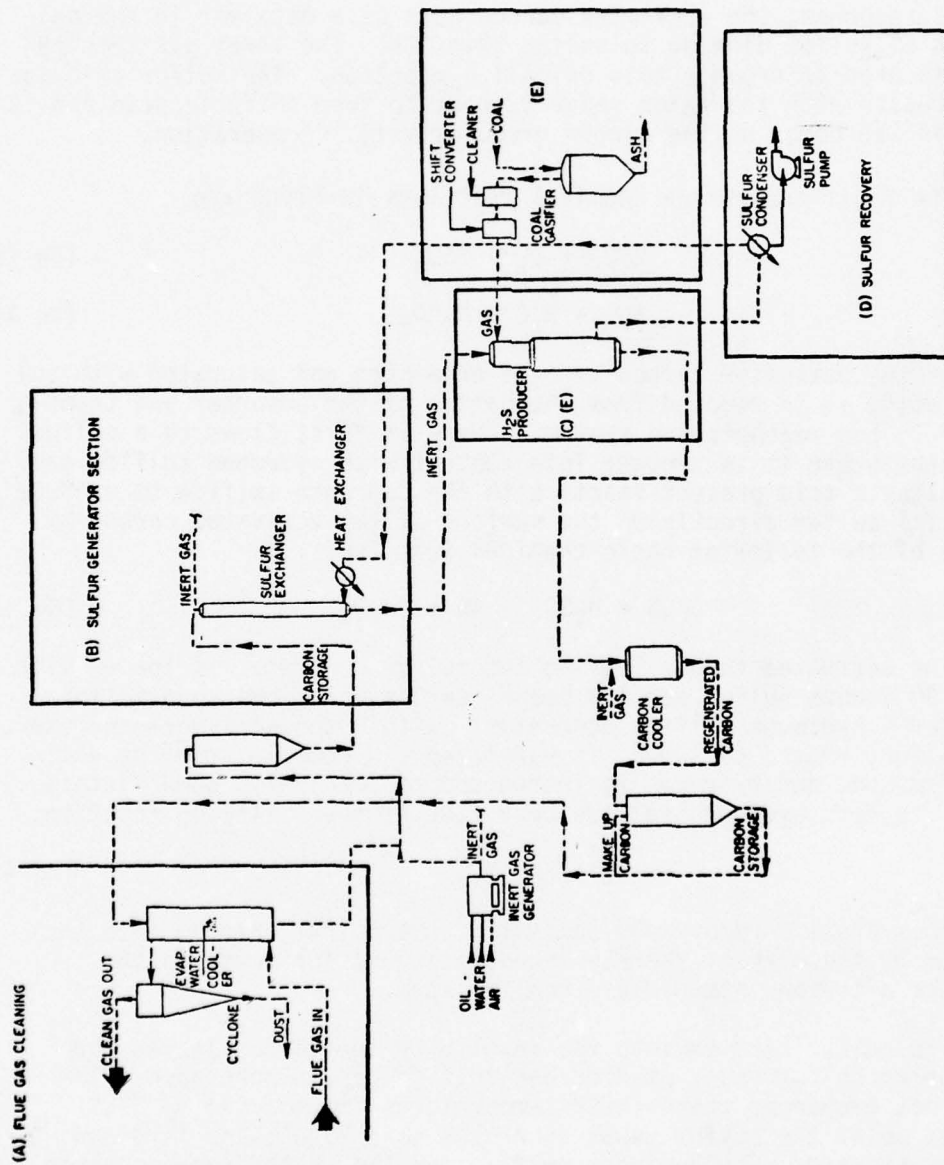 (A) FLUE GAS CLEANING
CLEAN GAS OUT
EVAP
WATER
COOL-
ER
CYCLONE
DUST
FLUE GAS IN
(B) SULFUR GENERATOR SECTION
INERT GAS
SULFUR
EXCHANGER
HEAT EXCHANGER
CARBON
STORAGE
INERT GAS
OIL
WATER
AIR
INERT GAS
GENERATOR
INERT
GAS
MAKE UP
CARBON
CARBON
STORAGE
INERT
GAS
CARBON
COOLER
REGENERATED
CARBON
GAS
H2S
PRODUCER
(C) (E)
SHIFT
CONVERTER
CLEANER
COAL
(E)
COAL
GASIFIER
ASH
SULFUR
CONDENSER
SULFUR
PUMP
(D) SULFUR RECOVERY